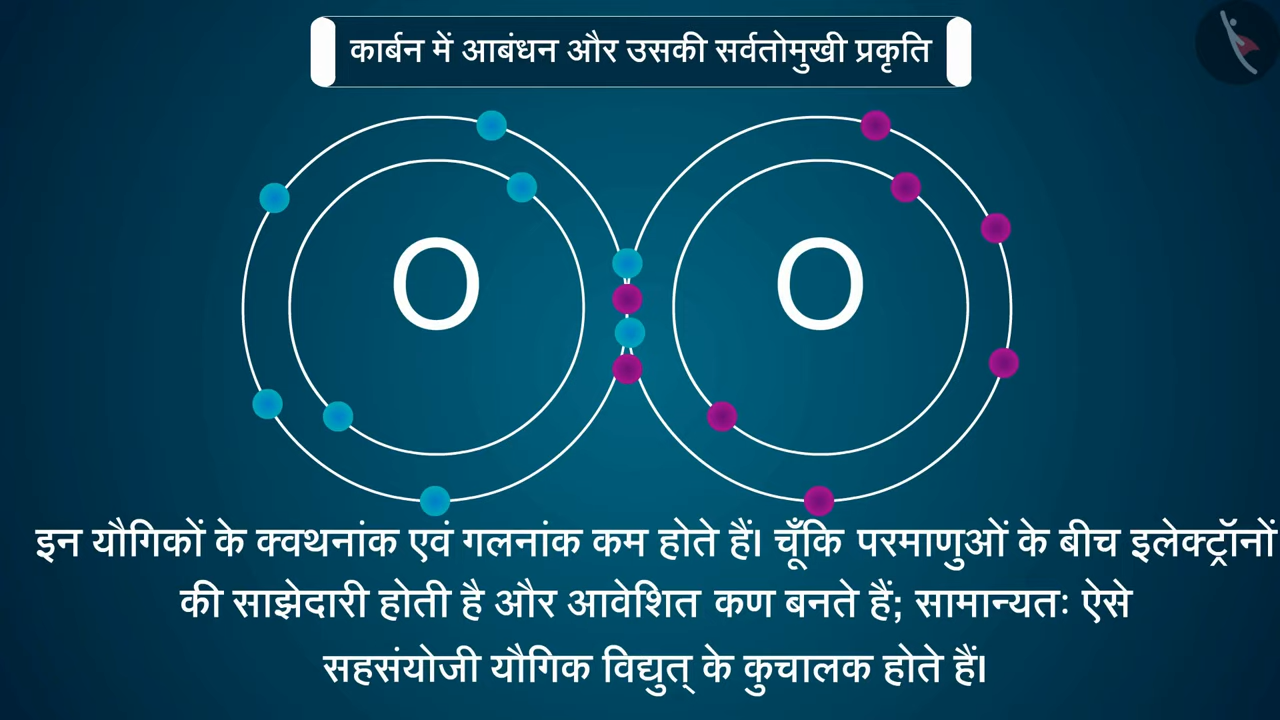 कार्बन में आबंधन और उसकी सर्वतोमुखी प्रकृति
O O
इन यौगिकों के क्वथनांक एवं गलनांक कम होते हैं। चूँकि परमाणुओं के बीच इलेक्ट्रॉनों
की साझेदारी होती है और आवेशित कण बनते हैं; सामान्यतः ऐसे
सहसंयोजी यौगिक विद्युत् के कुचालक होते हैं।